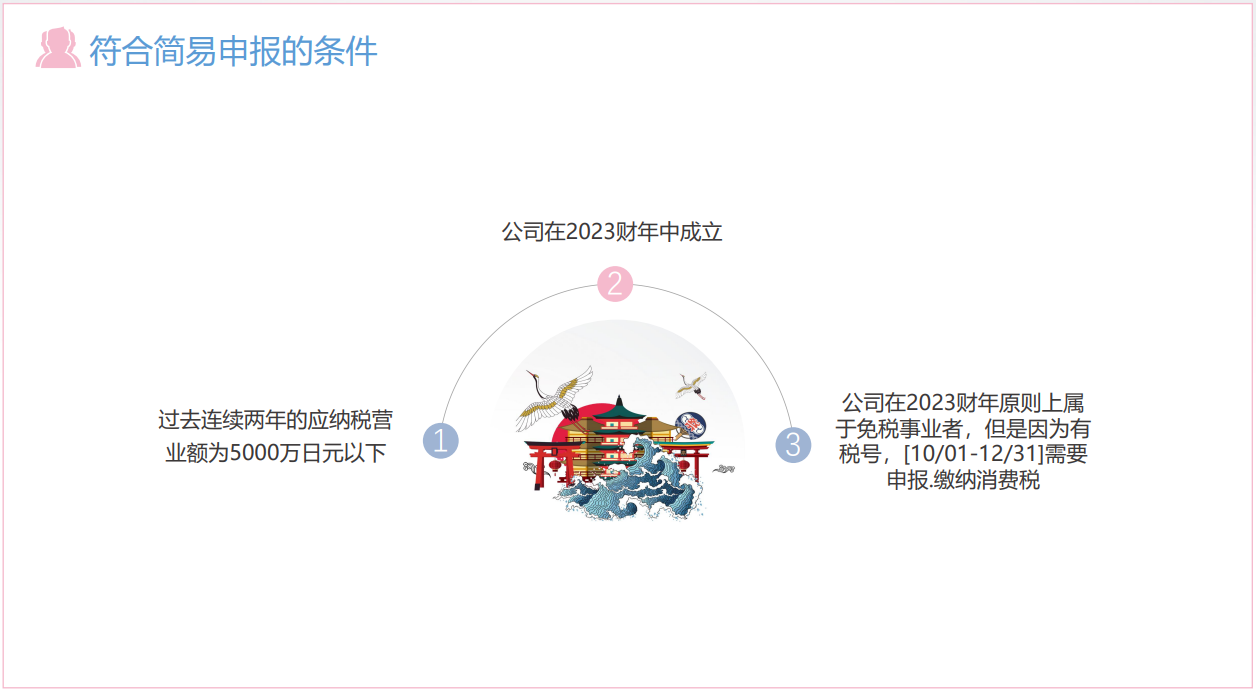 符合简易申报的条件
公司在2023财年中成立
2
过去连续两年的应纳税营
业额为5000万日元以下
1
3
公司在2023财年原则上属
于免税事业者，但是因为有
税号，[10/01-12/31]需要
申报.缴纳消费税